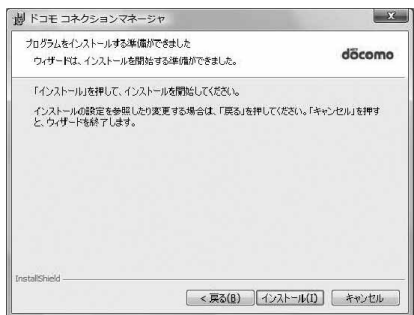 ドコモ コネクションマネージャ
プログラムをインストールする準備ができました
ウィザードは、インストールを開始する準備ができました。
döcomo
「インストール」を押して、インストールを開始してください。
インストールの設定を参照したり変更する場合は、「戻る」を押してください。「キャンセル」を押す
と、ウィザードを終了します。
InstallShield
< 戻る(B)
インストール(I)
キャンセル